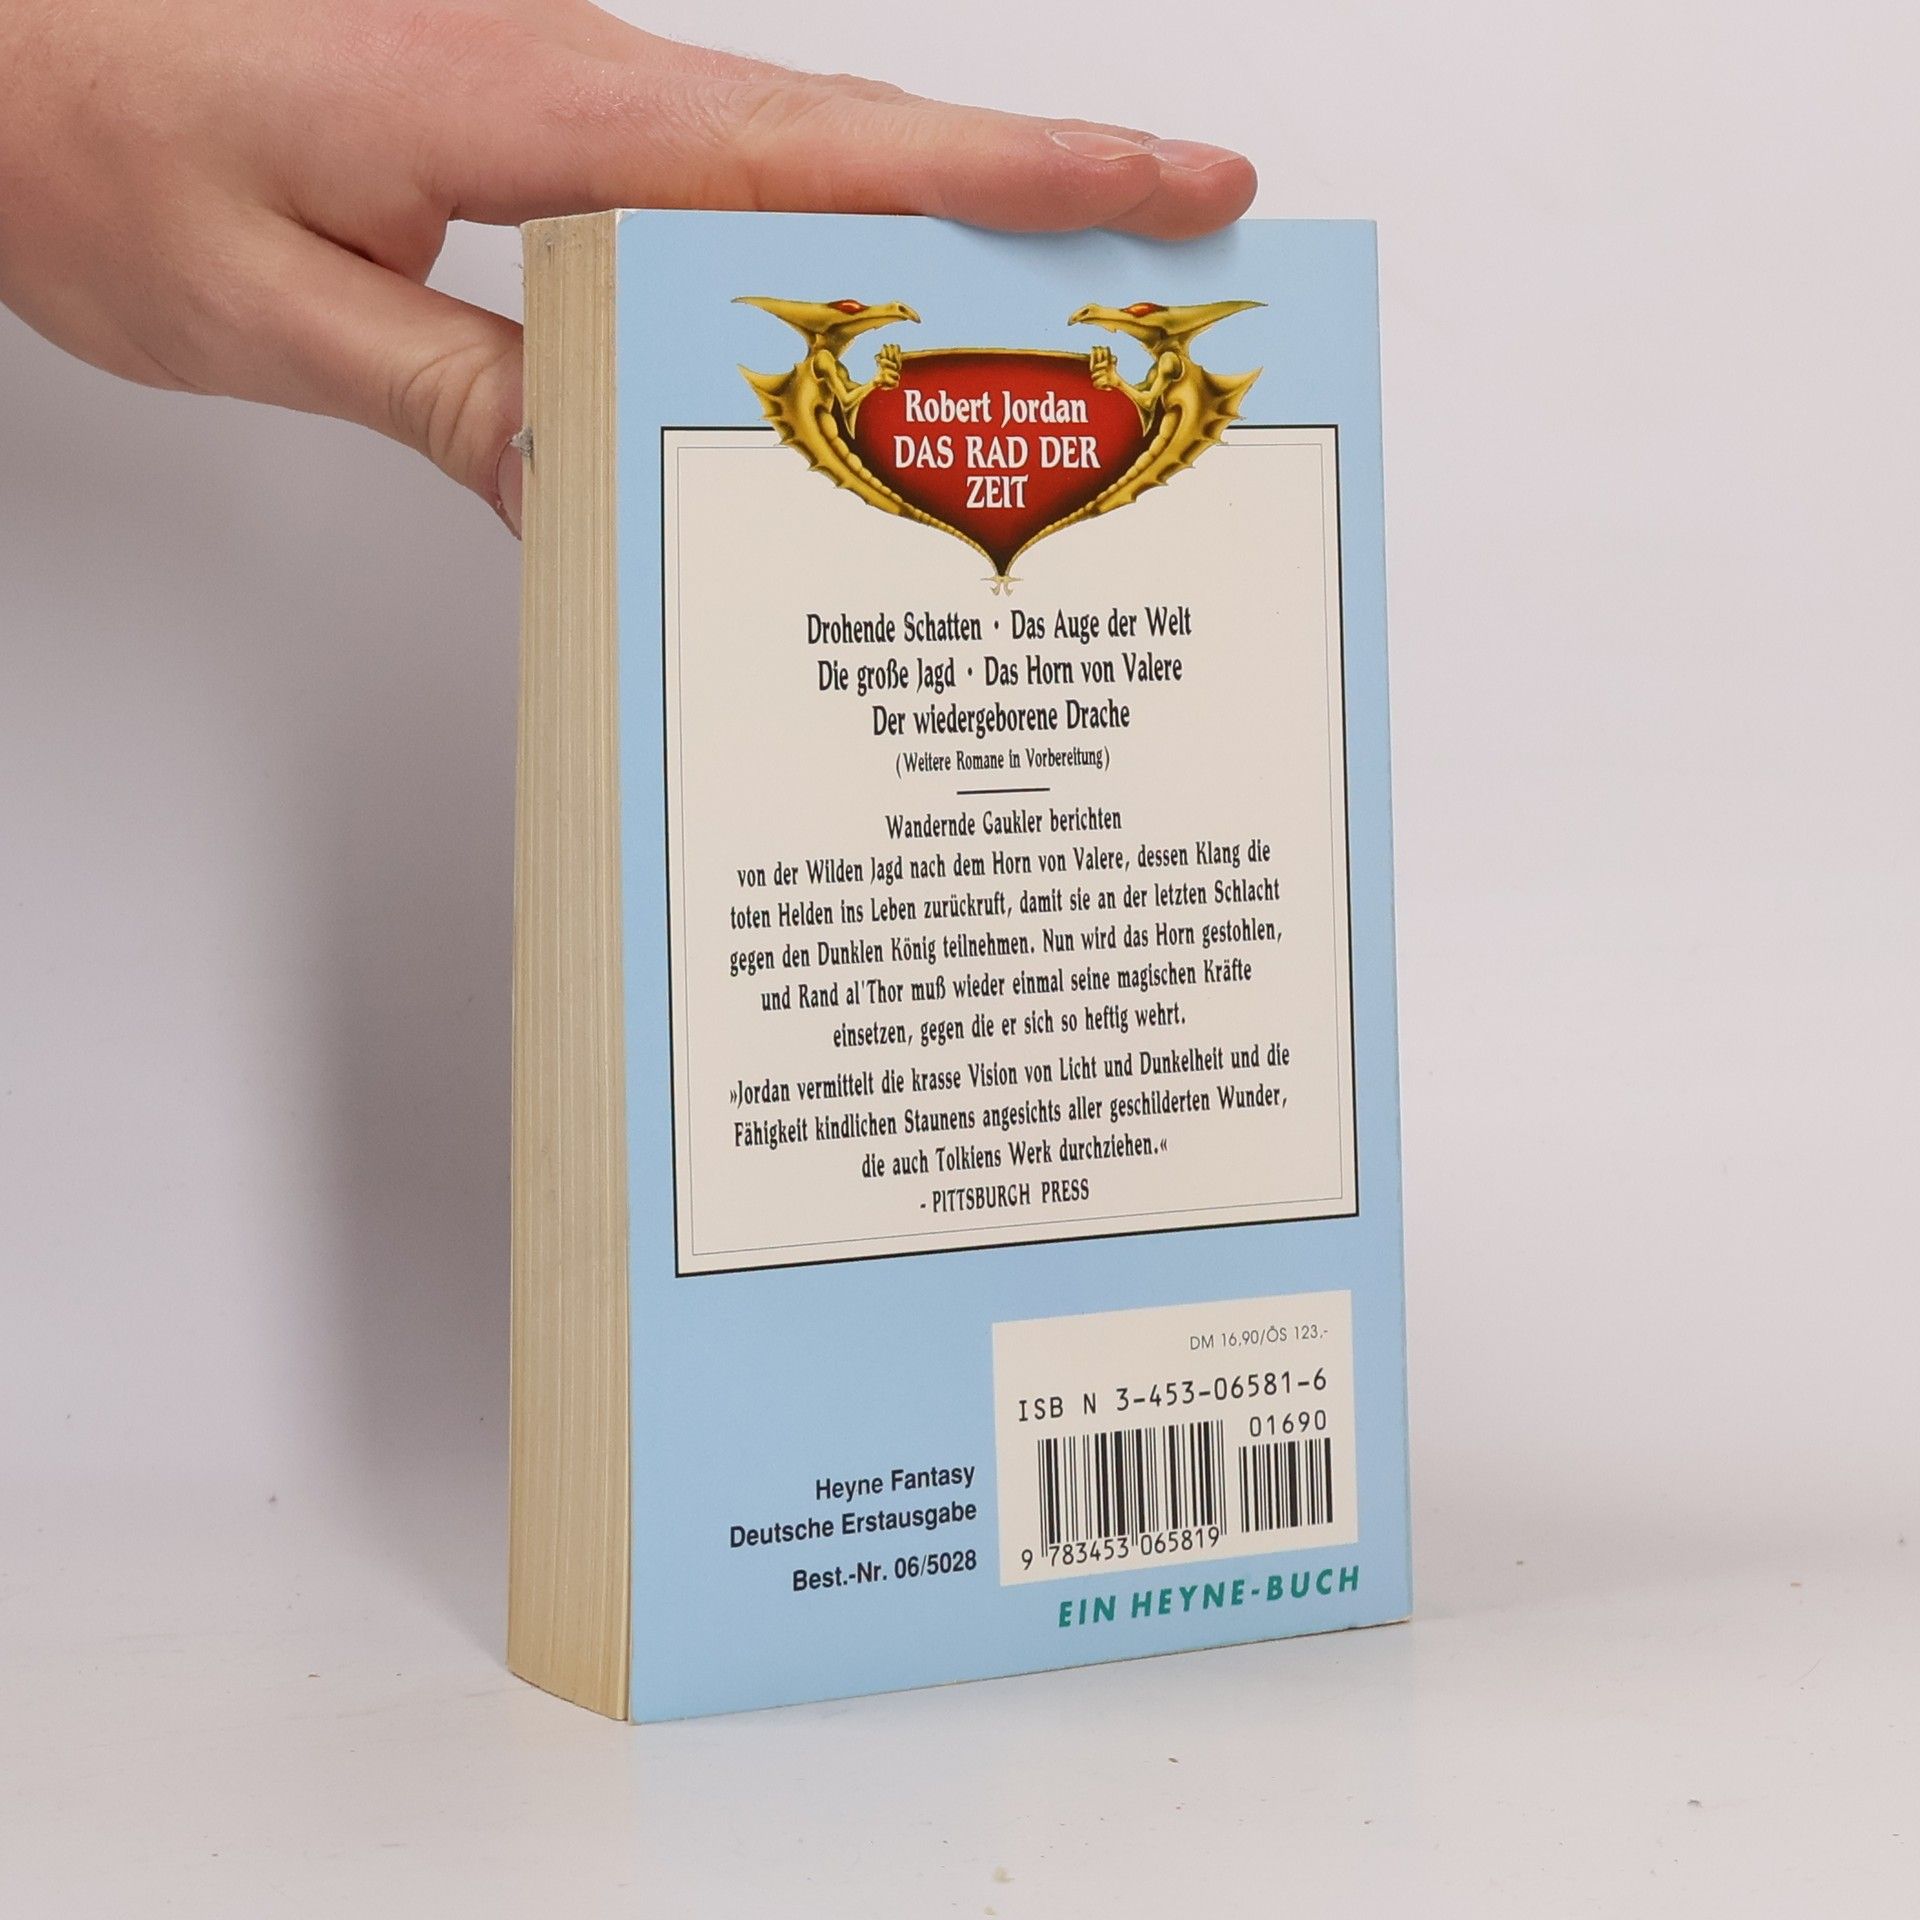 Robert Jordan
DAS RAD DER
ZEIT
Drohende Schatten • Das Auge der Welt
Die große Jagd • Das Horn von Valere
Der wiedergeborene Drache
(Weitere Romane in Vorbereitung)
Wandernde Gaukler berichten
von der Wilden Jagd nach dem Horn von Valere, dessen Klang die
toten Helden ins Leben zurückruft, damit sie an der letzten Schlacht
gegen den Dunklen König teilnehmen. Nun wird das Horn gestohlen,
und Rand al'Thor muß wieder einmal seine magischen Kräfte
einsetzen, gegen die er sich so heftig wehrt.
»Jordan vermittelt die krasse Vision von Licht und Dunkelheit und die
Fähigkeit kindlichen Staunens angesichts aller geschilderten Wunder,
die auch Tolkiens Werk durchziehen.«
- PITTSBURGH PRESS
DM 16.90/ÖS 123,-
ISB N 3-453-06581-6
01690
9 783453 065819
Heyne Fantasy
Deutsche Erstausgabe
Best.-Nr. 06/5028
EIN HEYNE-BUCH